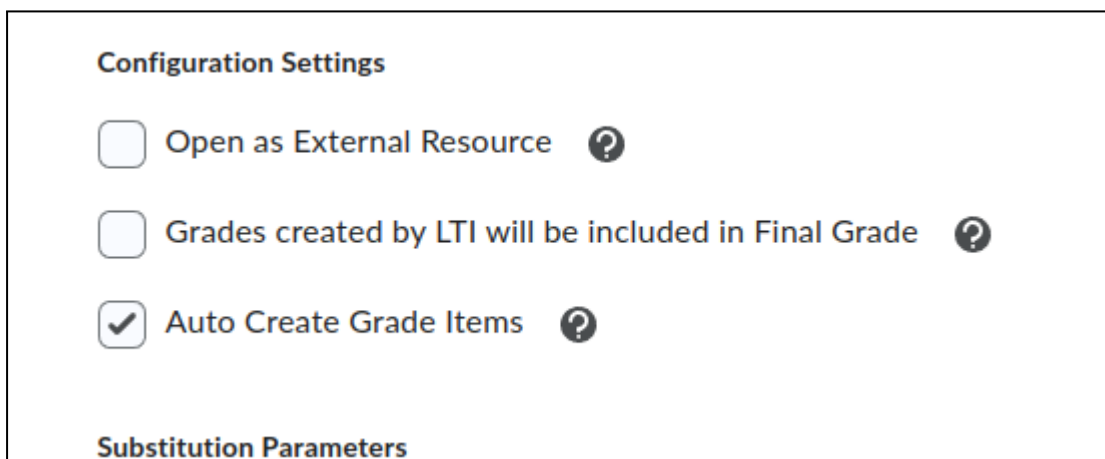 Configuration Settings
Open as External Resource
Grades created by LTI will be included in Final Grade
Auto Create Grade Items
Substitution Parameters